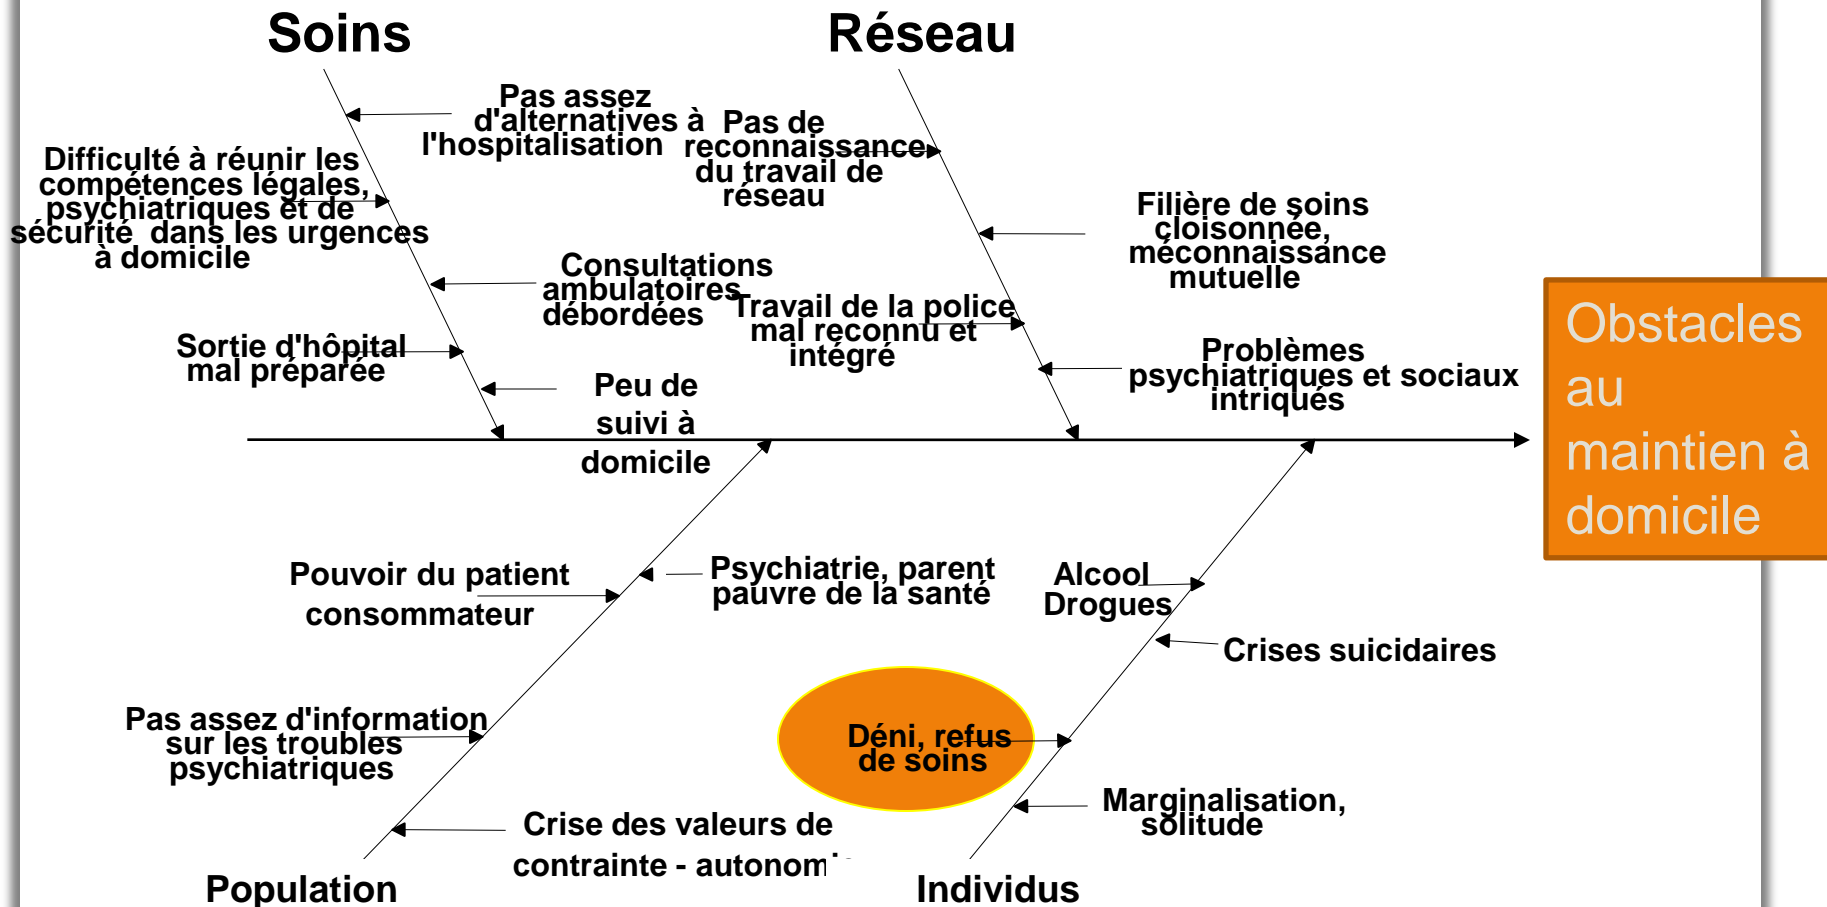 Soins
Réseau
Pas assez
d'alternatives à
l'hospitalisation
Pas de
reconnaissance
du travail de
réseau
Difficulté à réunir les
compétences légales,
psychiatriques et de
sécurité dans les urgences
à domicile
Filière de soins
cloisonnée,
méconnaissance
mutuelle
Consultations
ambulatoires
débordées
Travail de la police
mal reconnu et
intégré
Sortie d'hôpital
mal préparée
Problèmes
psychiatriques et sociaux
intriqués
Peu de
suivi à
domicile
Obstacles
au
maintien à
domicile
Pouvoir du patient
consommateur
Psychiatrie, parent
pauvre de la santé
Alcool
Drogues
Crises suicidaires
Pas assez d'information
sur les troubles
psychiatriques
Déni, refus
de soins
Marginalisation,
solitude
Crise des valeurs de
contrainte -
Population
Individus